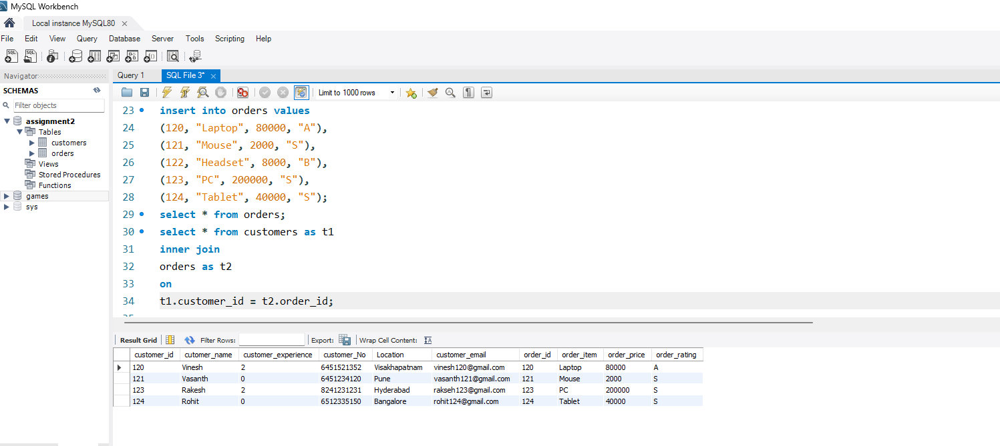 MySQL Workbench
Local instance MySQL80
File Edit View Query Database Server Tools Scripting Help
Navigator
SCHEMAS
Filter objects
assignment2
Tables
customers
orders
Views
Stored Procedures
Functions
games
sys
Query 1 SQL File 3*
Limit to 1000 rows
23 insert into orders values
24 (120, "Laptop", 80000, "A"),
25 (121, "Mouse", 2000, "S"),
26 (122, "Headset", 8000, "B"),
27 (123, "PC", 200000, "S"),
28 (124, "Tablet", 40000, "S");
29 select * from orders;
30 select * from customers as t1
31 inner join
32 orders as t2
33 on
34 t1.customer_id = t2.order_id;
Result Grid Filter Rows: Export: Wrap Cell Content:
customer_id cutomer_name customer_experience customer_No Location customer_email order_id order_item order_price order_rating
120 Vinesh 2 6451521352 Visakhapatnam vinesh120@gmail.com 120 Laptop 80000 A
121 Vasanth 0 6451234120 Pune vasanth121@gmail.com 121 Mouse 2000 S
123 Rakesh 2 8241231231 Hyderabad rakseh123@gmail.com 123 PC 200000 S
124 Rohit 0 6512335150 Bangalore rohit124@gmail.com 124 Tablet 40000 S